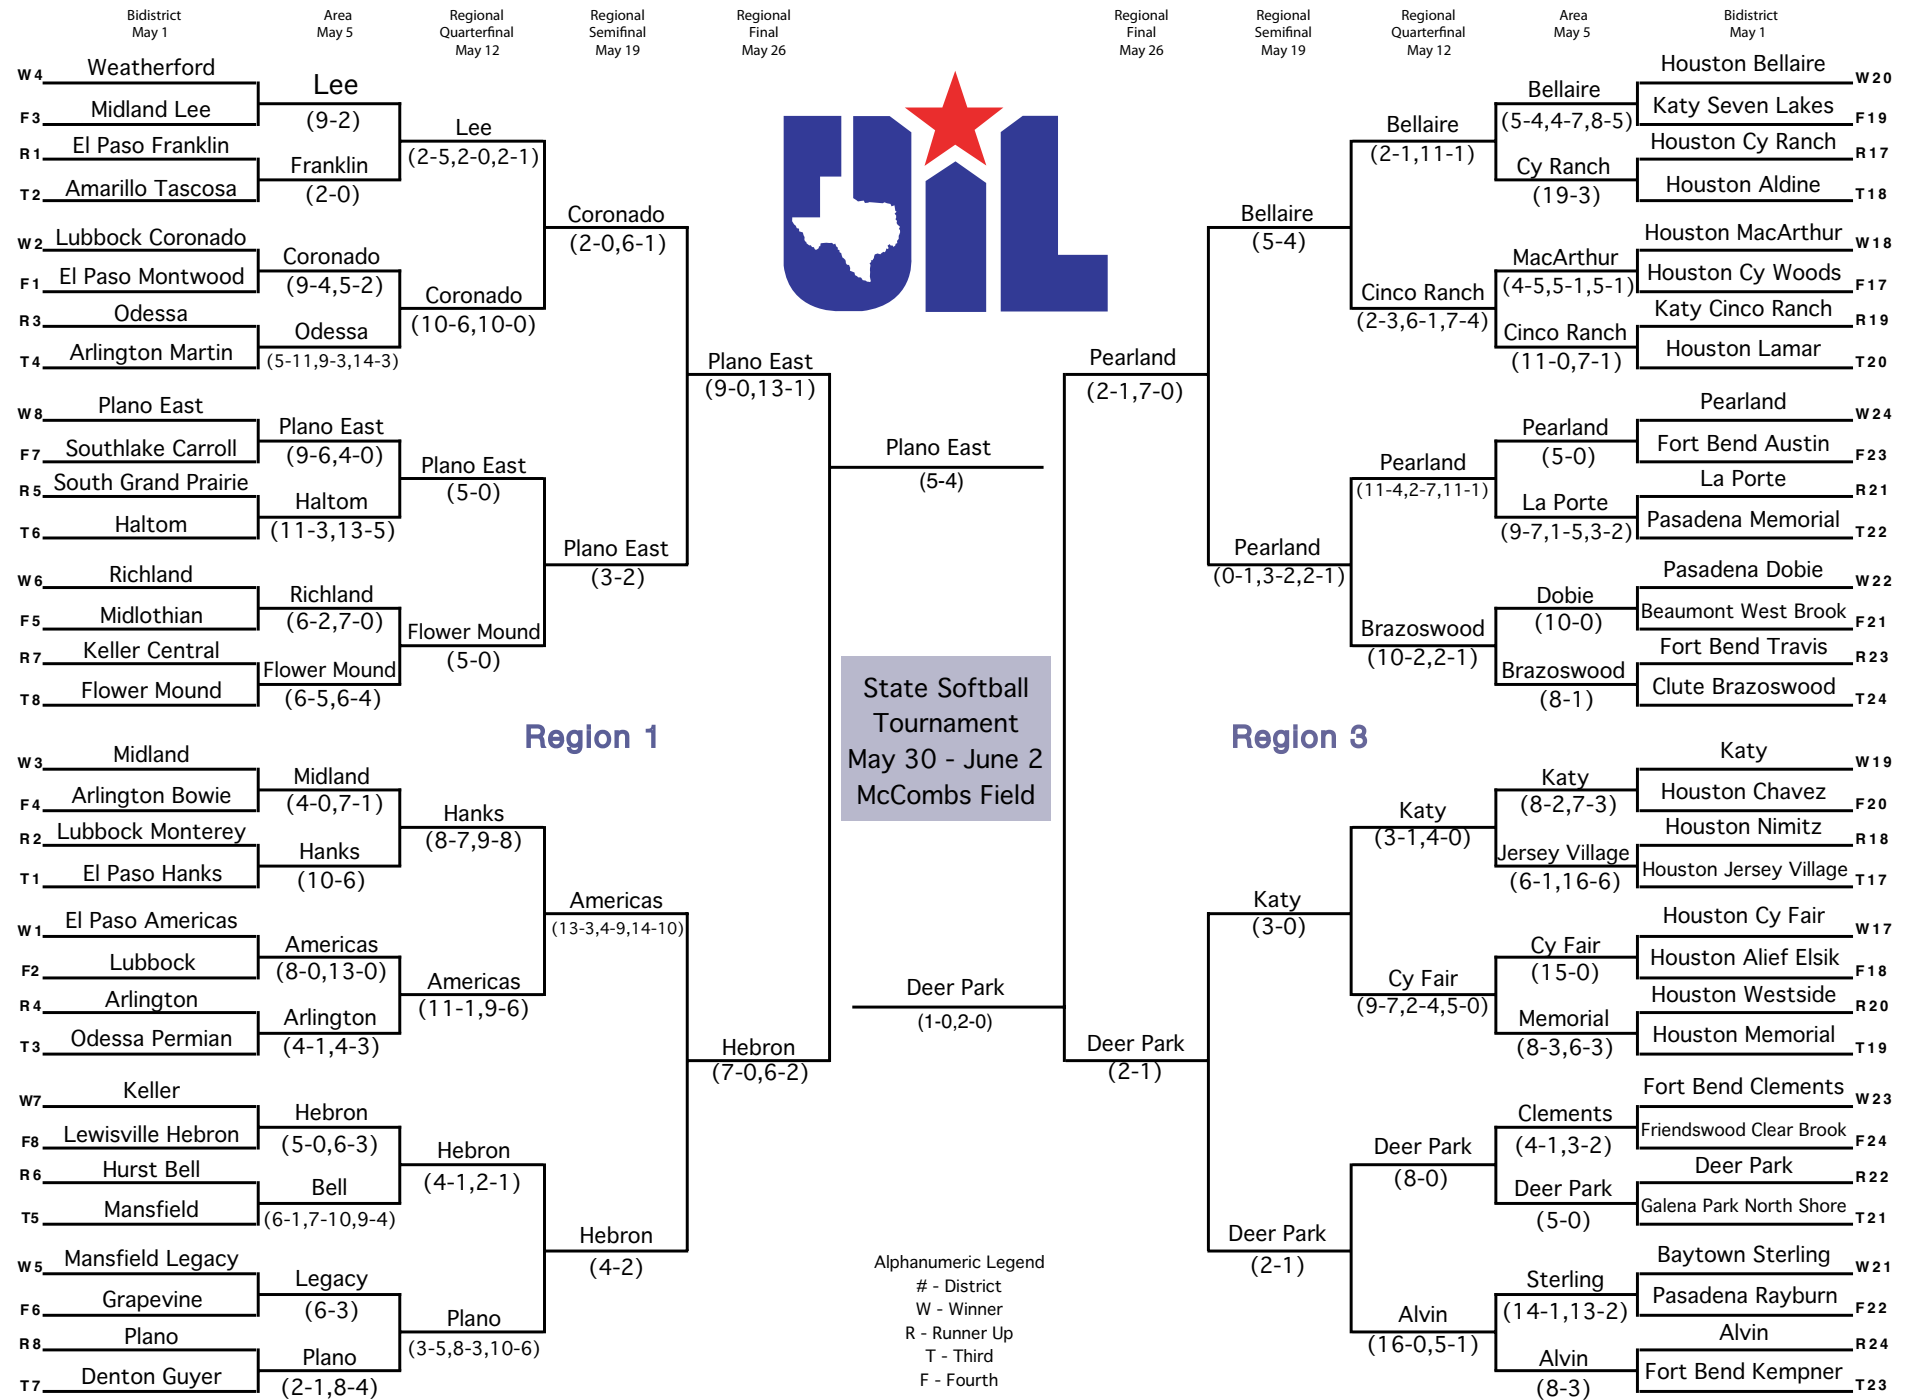 Bidistrict
May 1
Area
May 5
Regional
Quarterfinal
May 12
Regional
Semifinal
May 19
Regional
Final
May 26
Regional
Final
May 26
Regional
Semifinal
May 19
Regional
Quarterfinal
May 12
Area
May 5
Bidistrict
May 1
W4 Weatherford
F3 Midland Lee
R1 El Paso Franklin
T2 Amarillo Tascosa
W2 Lubbock Coronado
F1 El Paso Montwood
R3 Odessa
T4 Arlington Martin
W8 Plano East
F7 Southlake Carroll
R5 South Grand Prairie
T6 Haltom
W6 Richland
F5 Midlothian
R7 Keller Central
T8 Flower Mound
W3 Midland
F4 Arlington Bowie
R2 Lubbock Monterey
T1 El Paso Hanks
W1 El Paso Americas
F2 Lubbock
R4 Arlington
T3 Odessa Permian
W7 Keller
F8 Lewisville Hebron
R6 Hurst Bell
T5 Mansfield
W5 Mansfield Legacy
F6 Grapevine
R8 Plano
T7 Denton Guyer
Lee
(9-2)
Franklin
(2-0)
Coronado
(9-4,5-2)
Odessa
(5-11,9-3,14-3)
Plano East
(9-6,4-0)
Haltom
(11-3,13-5)
Richland
(6-2,7-0)
Flower Mound
(6-5,6-4)
Midland
(4-0,7-1)
Hanks
(10-6)
Americas
(8-0,13-0)
Arlington
(4-1,4-3)
Hebron
(5-0,6-3)
Bell
(6-1,7-10,9-4)
Legacy
(6-3)
Plano
(2-1,8-4)
Lee
(2-5,2-0,2-1)
Coronado
(10-6,10-0)
Plano East
(5-0)
Flower Mound
(5-0)
Hanks
(8-7,9-8)
Americas
(11-1,9-6)
Hebron
(4-1,2-1)
Plano
(3-5,8-3,10-6)
Coronado
(2-0,6-1)
Plano East
(3-2)
Americas
(13-3,4-9,14-10)
Hebron
(4-2)
Plano East
(9-0,13-1)
Hebron
(7-0,6-2)
Region 1
UIL
Plano East
(5-4)
State Softball
Tournament
May 30 - June 2
McCombs Field
Deer Park
(1-0,2-0)
Alphanumeric Legend
# - District
W - Winner
R - Runner Up
T - Third
F - Fourth
Pearland
(2-1,7-0)
Deer Park
(2-1)
Region 3
Bellaire
(5-4)
Pearland
(0-1,3-2,2-1)
Katy
(3-0)
Deer Park
(2-1)
Bellaire
(2-1,11-1)
Cinco Ranch
(2-3,6-1,7-4)
Pearland
(11-4,2-7,11-1)
Brazoswood
(10-2,2-1)
Katy
(3-1,4-0)
Cy Fair
(9-7,2-4,5-0)
Deer Park
(8-0)
Alvin
(16-0,5-1)
Bellaire
(5-4,4-7,8-5)
Cy Ranch
(19-3)
MacArthur
(4-5,5-1,5-1)
Cinco Ranch
(11-0,7-1)
Pearland
(5-0)
La Porte
(9-7,1-5,3-2)
Dobie
(10-0)
Brazoswood
(8-1)
Katy
(8-2,7-3)
Jersey Village
(6-1,16-6)
Cy Fair
(15-0)
Memorial
(8-3,6-3)
Clements
(4-1,3-2)
Deer Park
(5-0)
Sterling
(14-1,13-2)
Alvin
(8-3)
Houston Bellaire W20
Katy Seven Lakes F19
Houston Cy Ranch R17
Houston Aldine T18
Houston MacArthur W18
Houston Cy Woods F17
Katy Cinco Ranch R19
Houston Lamar T20
Pearland W24
Fort Bend Austin F23
La Porte R21
Pasadena Memorial T22
Pasadena Dobie W22
Beaumont West Brook F21
Fort Bend Travis R23
Clute Brazoswood T24
Katy W19
Houston Chavez F20
Houston Nimitz R18
Houston Jersey Village T17
Houston Cy Fair W17
Houston Alief Elsik F18
Houston Westside R20
Houston Memorial T19
Fort Bend Clements W23
Friendswood Clear Brook F24
Deer Park R22
Galena Park North Shore T21
Baytown Sterling W21
Pasadena Rayburn F22
Alvin R24
Fort Bend Kempner T23